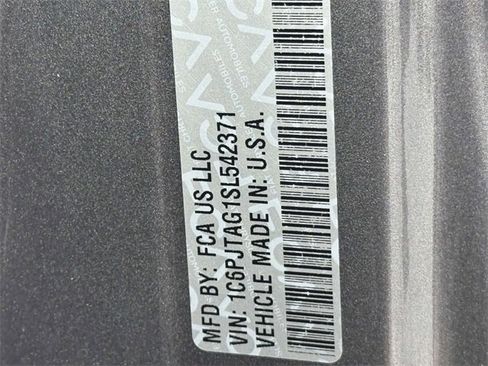 MFD BY: FCA US LLC
VIN: 1C6PJTAG1SL542371
VEHICLE MADE IN: U.S.A.